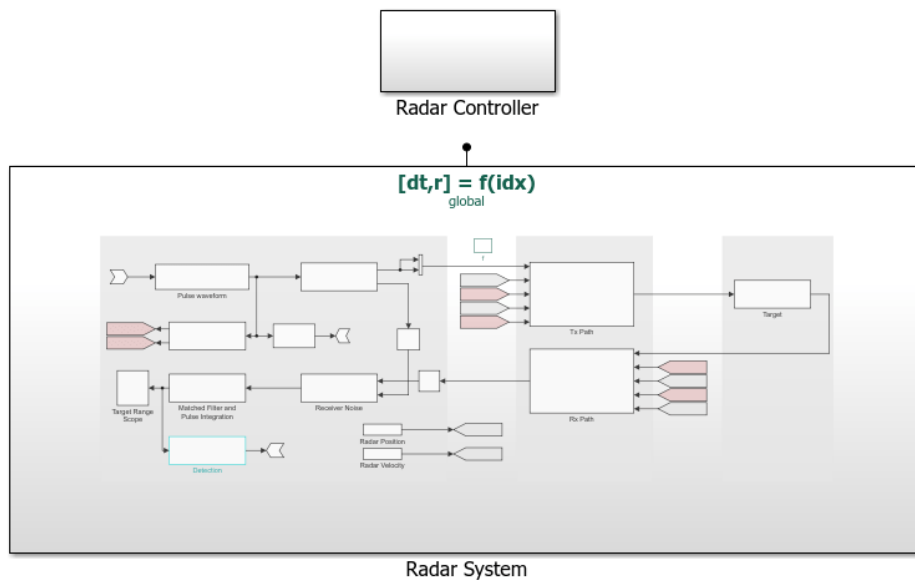 Radar Controller
[dt,r] = f(idx)
global
f
Pulse waveform
Tx Path
Target
Target Range
Scope
Matched Filter and
Pulse Integration
Receiver Noise
Rx Path
Radar Position
Radar Velocity
Detection
Radar System